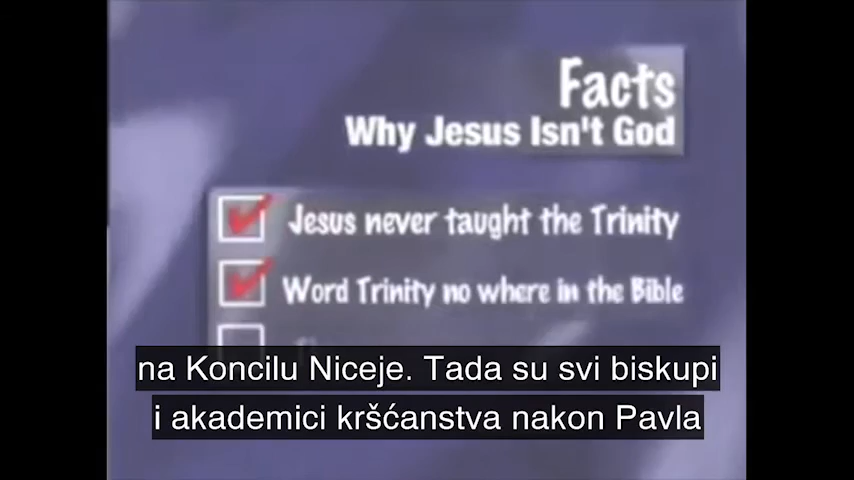 Facts
Why Jesus Isn't God
Jesus never taught the Trinity
Word Trinity no where in the Bible
na Koncilu Niceje. Tada su svi biskupi
i akademici kršćanstva nakon Pavla